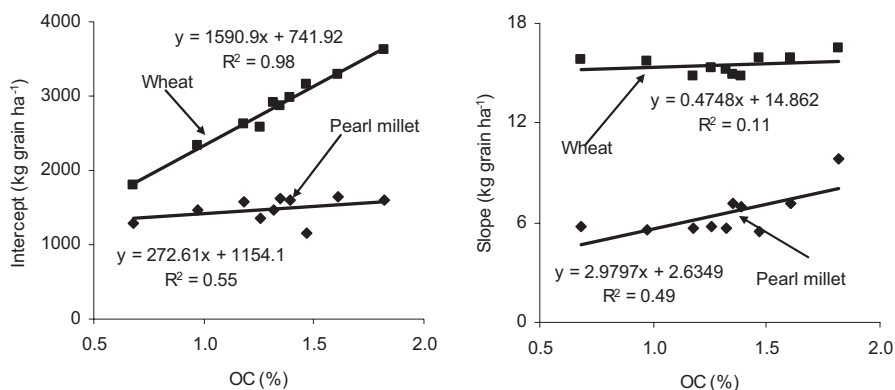 4000
3000
2000
1000
0
Intercept (kg grain ha⁻¹)
y = 1590.9x + 741.92
R² = 0.98
Wheat
Pearl millet
y = 272.61x + 1154.1
R² = 0.55
0.5 1.0 1.5 2.0
OC (%)
18
12
6
0
Slope (kg grain ha⁻¹)
y = 0.4748x + 14.862
R² = 0.11
Wheat
Pearl millet
y = 2.9797x + 2.6349
R² = 0.49
0.5 1.0 1.5 2.0
OC (%)